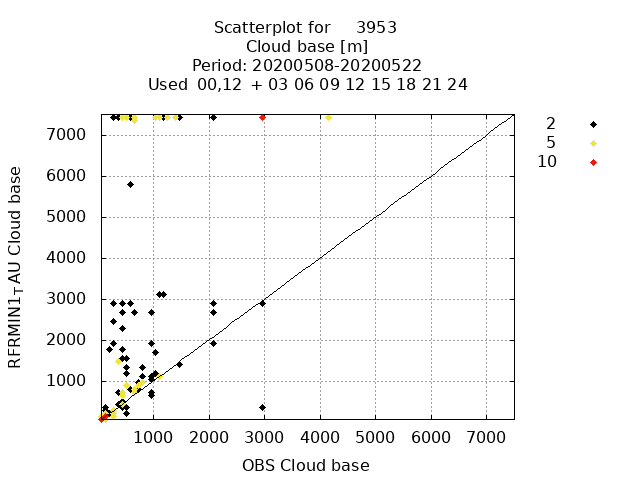 Scatterplot for 3953
Cloud base [m]
Period: 20200508-20200522
Used 00,12 + 03 06 09 12 15 18 21 24
2
5
10
7000
6000
5000
4000
3000
2000
1000
RFRMIN1TAU Cloud base
1000 2000 3000 4000 5000 6000 7000
OBS Cloud base